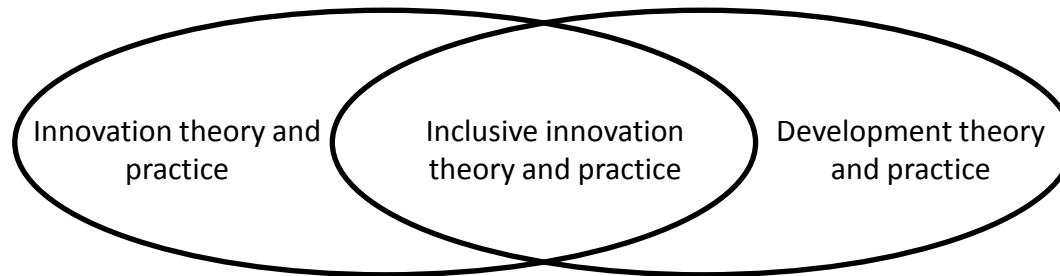 Innovation theory and
practice
Inclusive innovation
theory and practice
Development theory
and practice